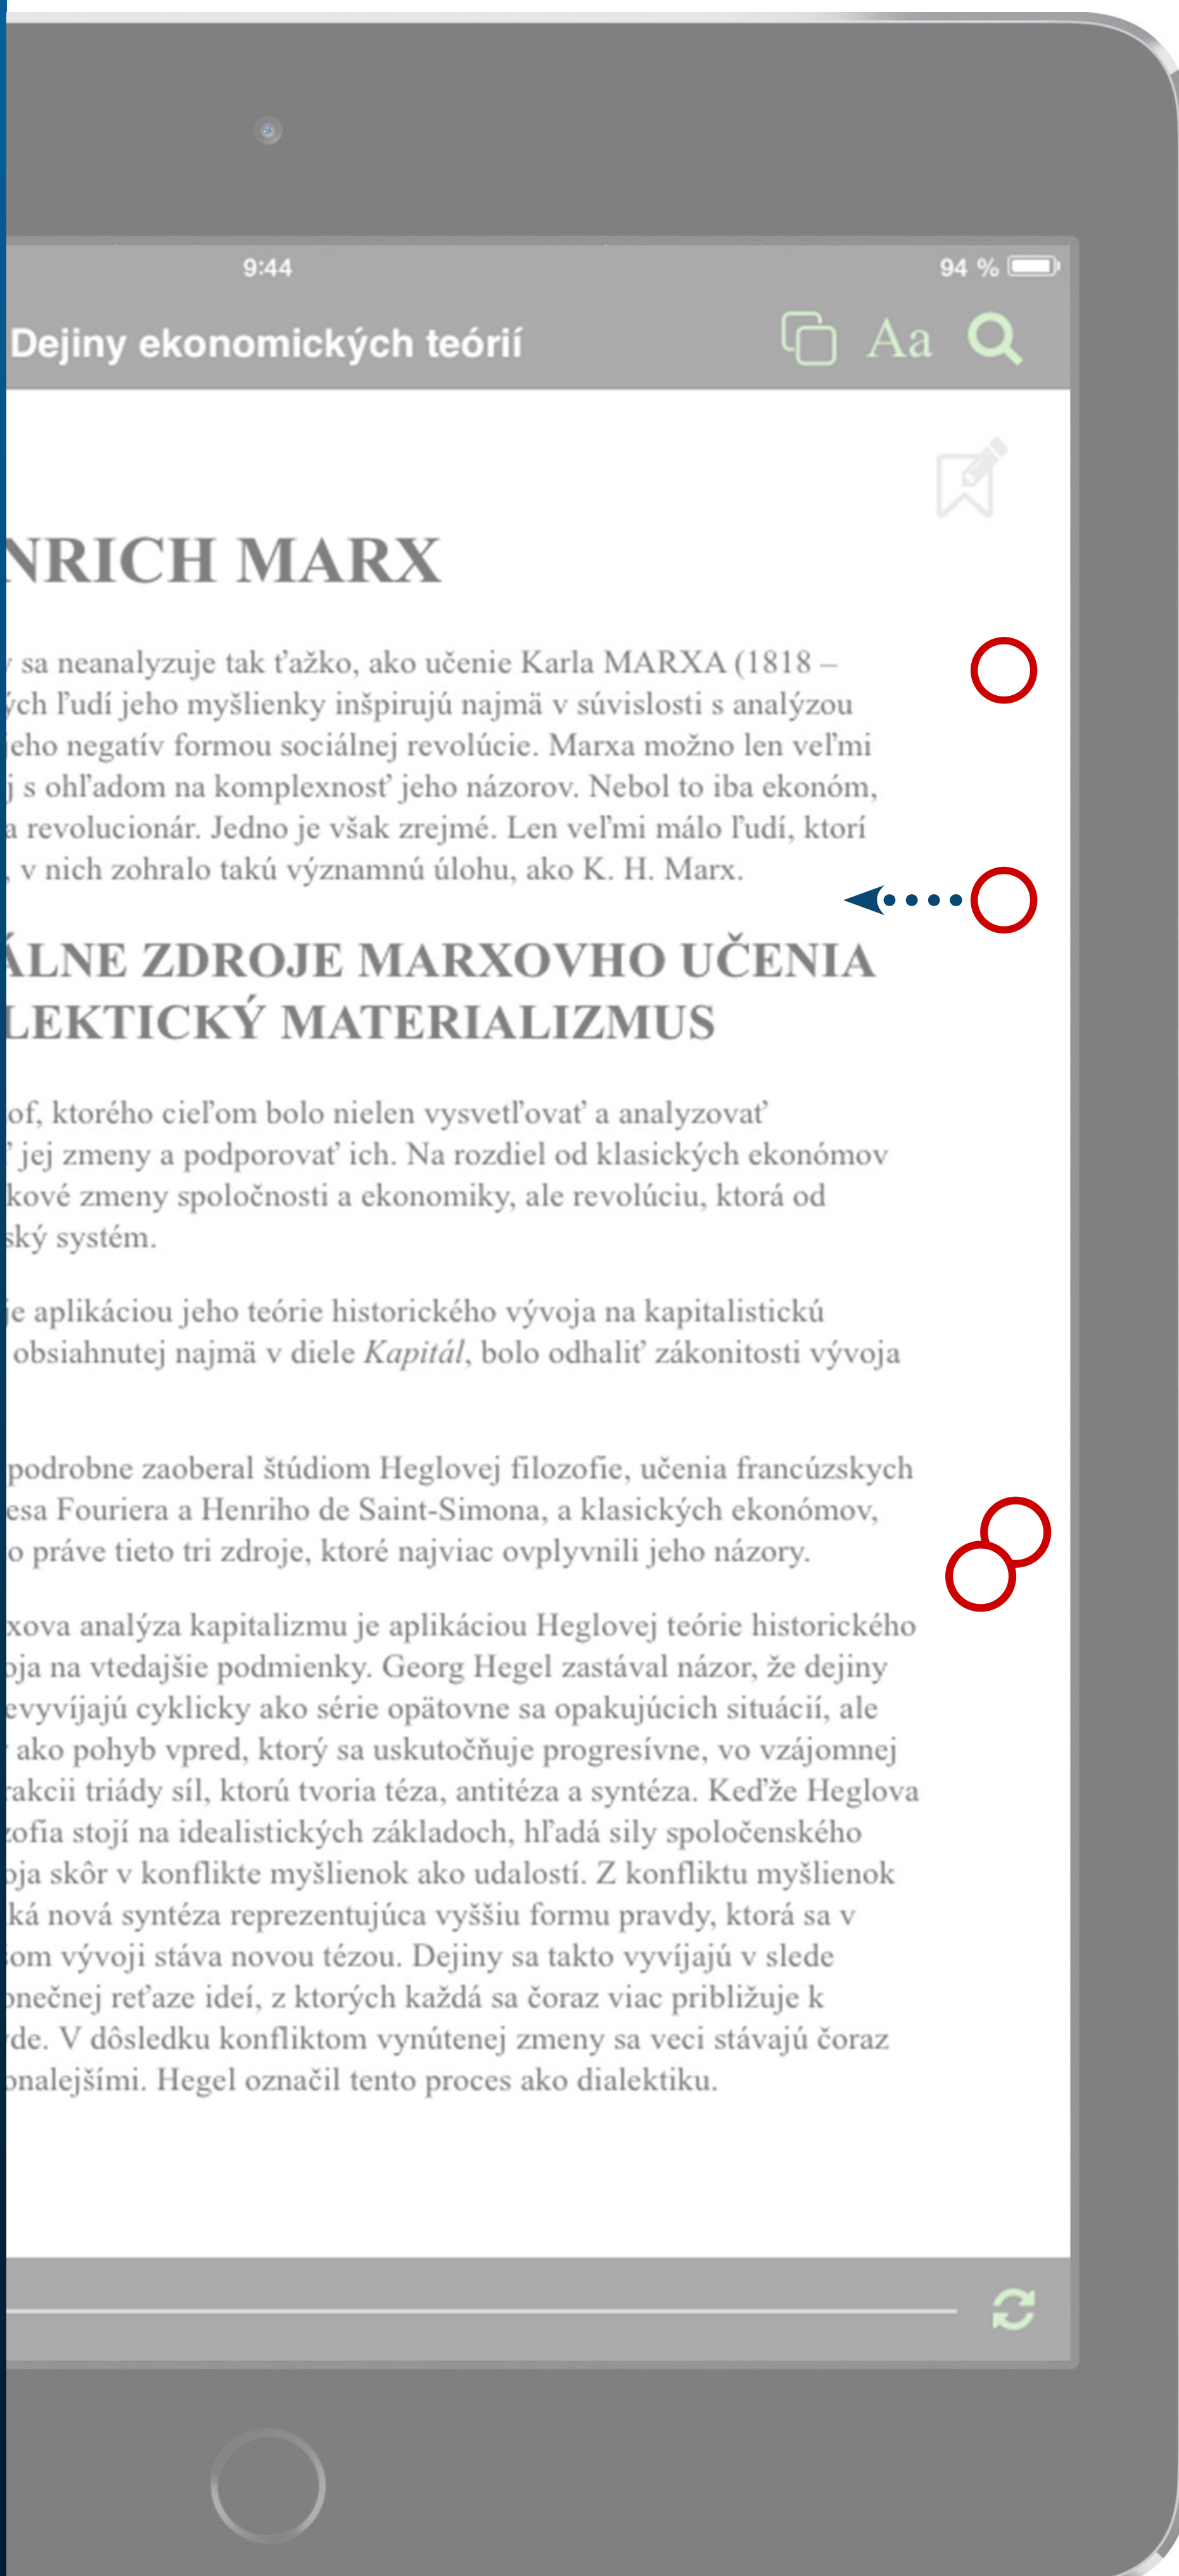 9:44
94 %
Dejiny ekonomických teórií
Aa
NRICH MARX
sa neanalyzuje tak ťažko, ako učenie Karla MARXA (1818 –
ých ľudí jeho myšlienky inšpirujú najmä v súvislosti s analýzou
jeho negatív formou sociálnej revolúcie. Marxa možno len veľmi
j s ohľadom na komplexnosť jeho názorov. Nebol to iba ekonóm,
a revolucionár. Jedno je však zrejmé. Len veľmi málo ľudí, ktorí
, v nich zohralo takú významnú úlohu, ako K. H. Marx.
ÁLNE ZDROJE MARXOVHO UČENIA
LEKTICKÝ MATERIALIZMUS
of, ktorého cieľom bolo nielen vysvetľovať a analyzovať
jej zmeny a podporovať ich. Na rozdiel od klasických ekonómov
kové zmeny spoločnosti a ekonomiky, ale revolúciu, ktorá od
ský systém.
je aplikáciou jeho teórie historického vývoja na kapitalistickú
obsiahnutej najmä v diele Kapitál, bolo odhaliť zákonitosti vývoja
podrobne zaoberal štúdiom Heglovej filozofie, učenia francúzskych
esa Fouriera a Henriho de Saint-Simona, a klasických ekonómov,
o práve tieto tri zdroje, ktoré najviac ovplyvnili jeho názory.
xova analýza kapitalizmu je aplikáciou Heglovej teórie historického
oja na vtedajšie podmienky. Georg Hegel zastával názor, že dejiny
evyvíjajú cyklicky ako série opätovne sa opakujúcich situácií, ale
ako pohyb vpred, ktorý sa uskutočňuje progresívne, vo vzájomnej
rakcii triády síl, ktorú tvoria téza, antitéza a syntéza. Keďže Heglova
zofia stojí na idealistických základoch, hľadá sily spoločenského
oja skôr v konflikte myšlienok ako udalostí. Z konfliktu myšlienok
ká nová syntéza reprezentujúca vyššiu formu pravdy, ktorá sa v
šom vývoji stáva novou tézou. Dejiny sa takto vyvíjajú v slede
onečnej reťaze ideí, z ktorých každá sa čoraz viac približuje k
de. V dôsledku konfliktom vynútenej zmeny sa veci stávajú čoraz
onalejšími. Hegel označil tento proces ako dialektiku.